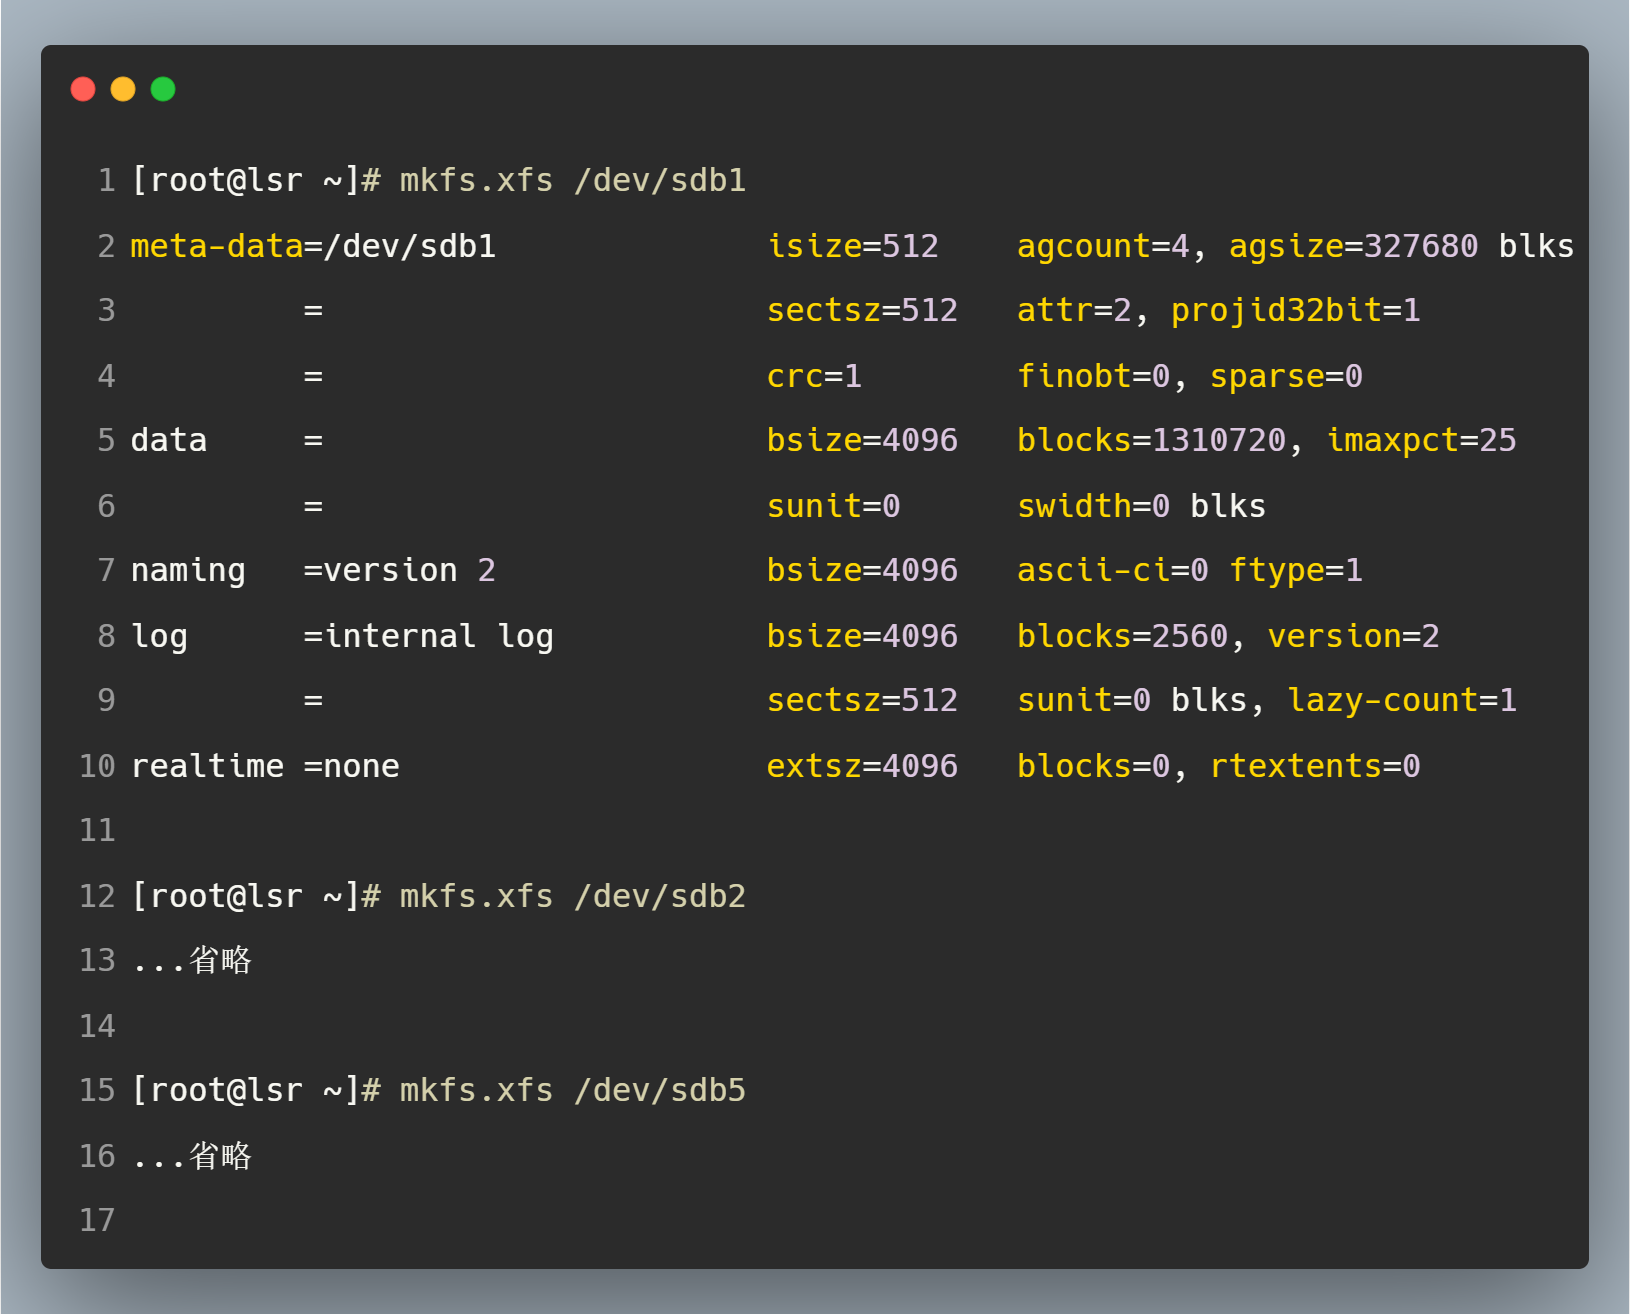 1 [root@lsr ~]# mkfs.xfs /dev/sdb1
2 meta-data=/dev/sdb1              isize=512    agcount=4, agsize=327680 blks
3          =                       sectsz=512   attr=2, projid32bit=1
4          =                       crc=1        finobt=0, sparse=0
5 data     =                       bsize=4096   blocks=1310720, imaxpct=25
6          =                       sunit=0      swidth=0 blks
7 naming   =version 2              bsize=4096   ascii-ci=0 ftype=1
8 log      =internal log           bsize=4096   blocks=2560, version=2
9          =                       sectsz=512   sunit=0 blks, lazy-count=1
10 realtime =none                   extsz=4096   blocks=0, rtextents=0
11
12 [root@lsr ~]# mkfs.xfs /dev/sdb2
13 ...省略
14
15 [root@lsr ~]# mkfs.xfs /dev/sdb5
16 ...省略
17